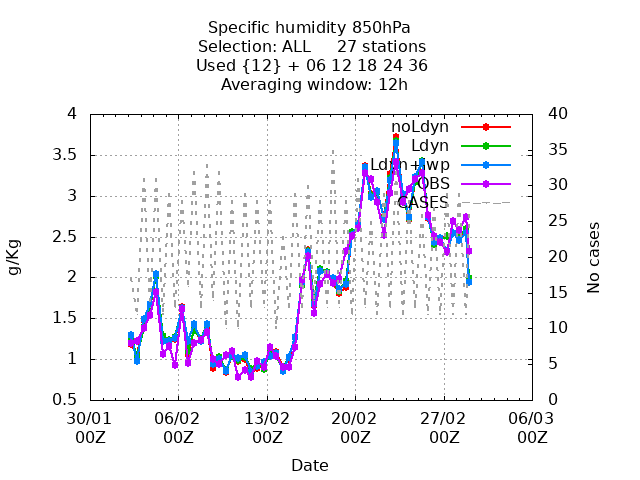 Specific humidity 850hPa
Selection: ALL 27 stations
Used {12} + 06 12 18 24 36
Averaging window: 12h
4
3.5
3
2.5
2
1.5
1
0.5
g/Kg
noLdyn
Ldyn
Ldyn+wp
OBS
CASES
40
35
30
25
20
15
10
5
0
No cases
30/01 06/02 13/02 20/02 27/02 06/03
00Z 00Z 00Z 00Z 00Z 00Z
Date